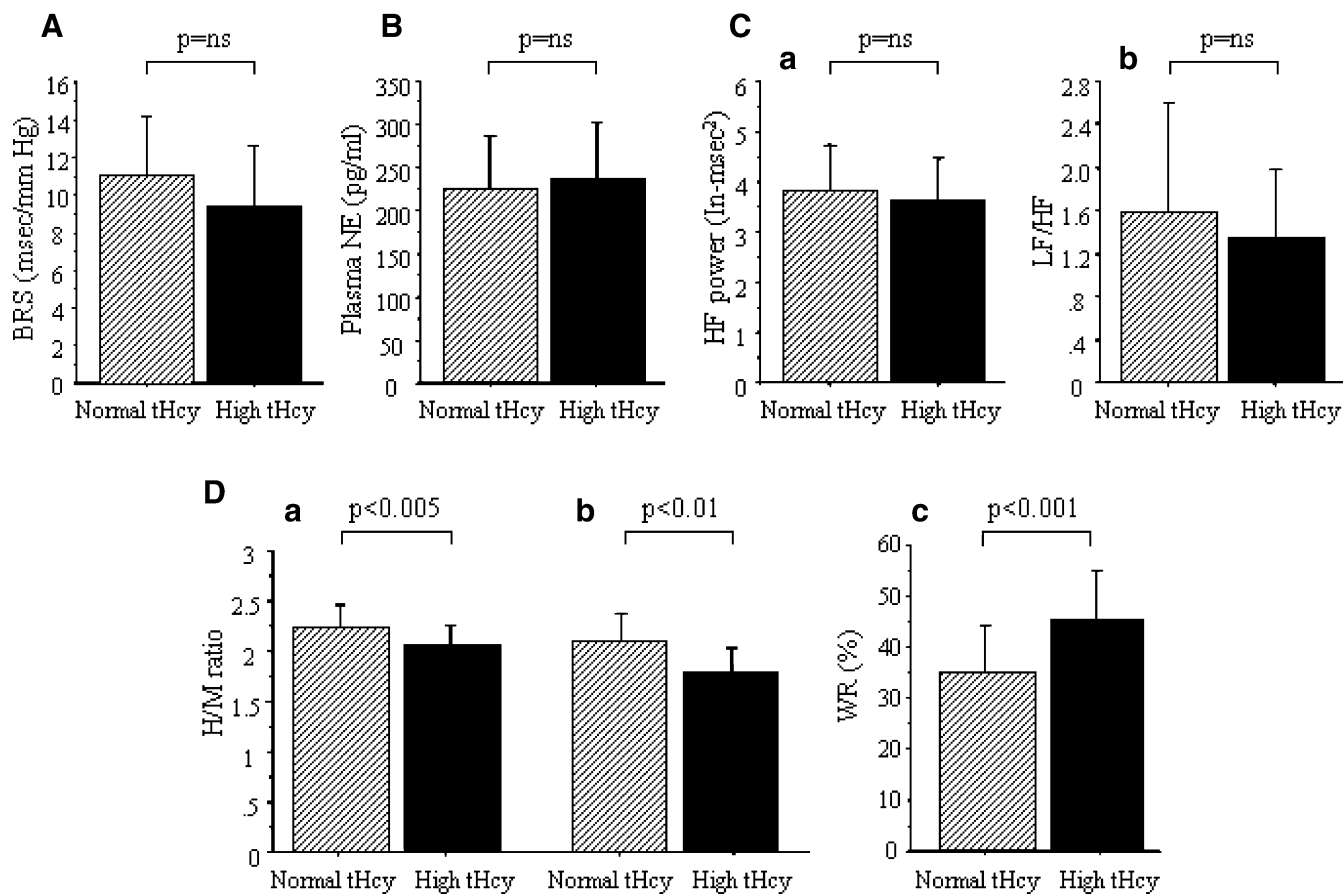 A
p=ns
BRS (msec/mm Hg)
16
14
12
10
8
6
4
2
0
Normal tHcy
High tHcy
B
p=ns
Plasma NE (pg/ml)
350
300
250
200
150
100
50
0
Normal tHcy
High tHcy
C
a
p=ns
HF power (ln-msec²)
6
5
4
3
2
1
0
Normal tHcy
High tHcy
b
p=ns
LF/HF
2.8
2.4
2.0
1.6
1.2
.8
.4
0
Normal tHcy
High tHcy
D
a
p<0.005
H/M ratio
3
2.5
2
1.5
1
.5
0
Normal tHcy
High tHcy
b
p<0.01
Normal tHcy
High tHcy
c
p<0.001
WR (%)
60
50
40
30
20
10
0
Normal tHcy
High tHcy